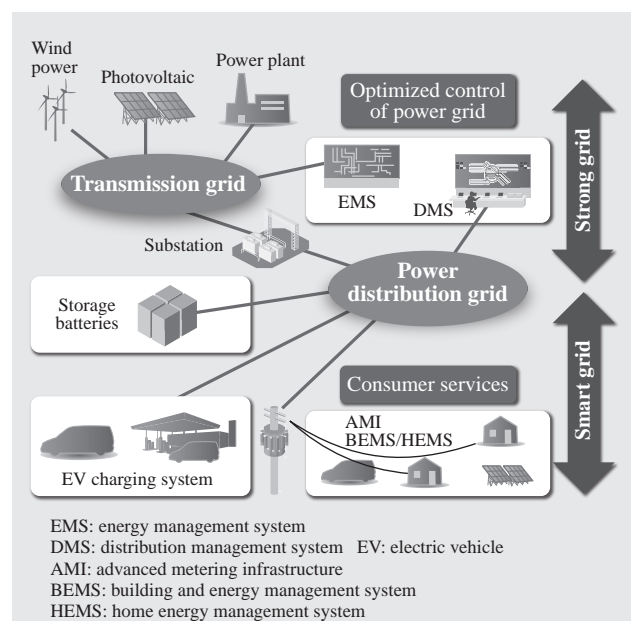 Wind
power
Photovoltaic
Power plant
Optimized control
of power grid
Transmission grid
EMS
DMS
Strong grid
Substation
Power
distribution grid
Storage
batteries
Consumer services
Smart grid
AMI
BEMS/HEMS
EV charging system
EMS: energy management system
DMS: distribution management system EV: electric vehicle
AMI: advanced metering infrastructure
BEMS: building and energy management system
HEMS: home energy management system